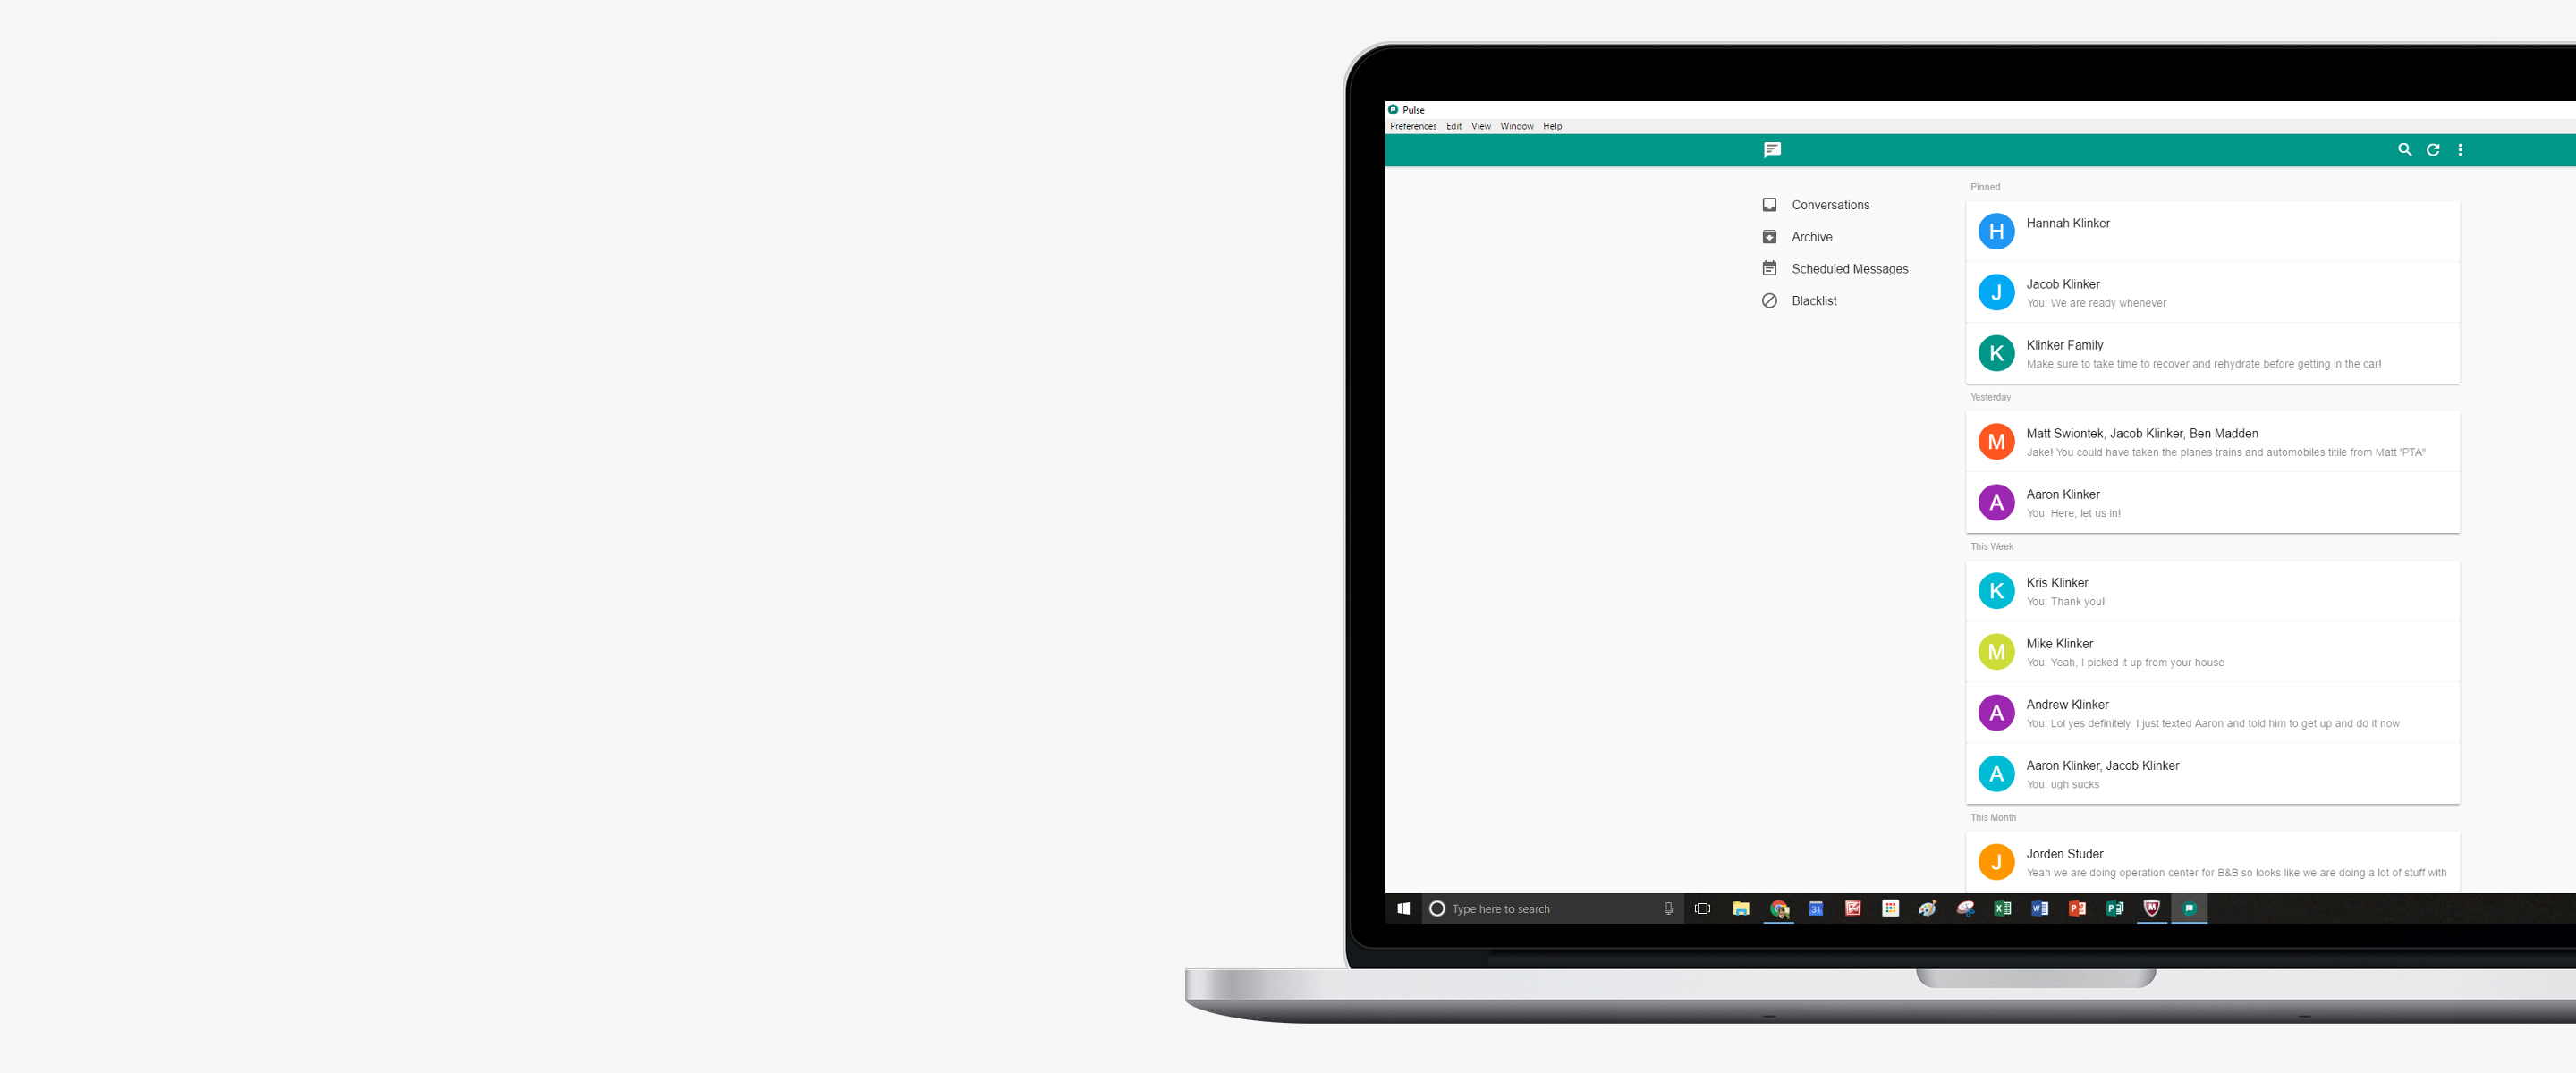 Pulse
Preferences Edit View Window Help
Conversations
Archive
Scheduled Messages
Blacklist
Pinned
H
Hannah Klinker
J
Jacob Klinker
You: We are ready whenever
K
Klinker Family
Make sure to take time to recover and rehydrate before getting in the car!
Yesterday
M
Matt Swiontek, Jacob Klinker, Ben Madden
Jake! You could have taken the planes trains and automobiles titile from Matt 'PTA"
A
Aaron Klinker
You: Here, let us in!
This Week
K
Kris Klinker
You: Thank you!
M
Mike Klinker
You: Yeah, I picked it up from your house
A
Andrew Klinker
You: Lol yes definitely. I just texted Aaron and told him to get up and do it now
A
Aaron Klinker, Jacob Klinker
You: ugh sucks
This Month
J
Jorden Studer
Yeah we are doing operation center for B&B so looks like we are doing a lot of stuff with
Type here to search
31